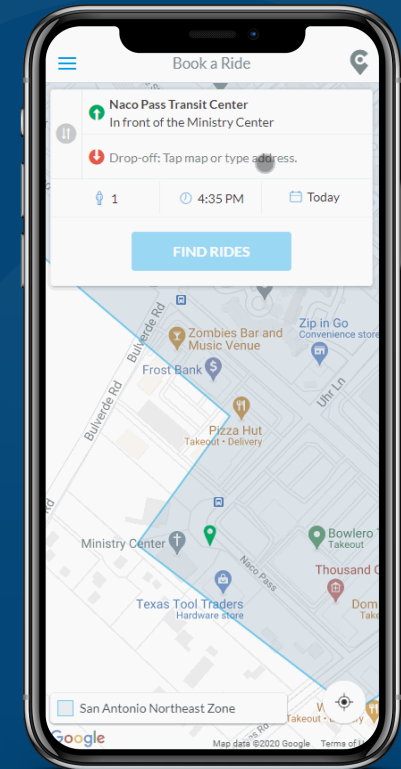 Book a Ride
Naco Pass Transit Center
In front of the Ministry Center
Drop-off: Tap map or type address.
1
4:35 PM
Today
FIND RIDES
Bulverde Rd
Zombies Bar and
Music Venue
Zip in Go
Convenience store
Frost Bank
Uhr Ln
Bulverde Rd
Pizza Hut
Takeout • Delivery
Ministry Center
Bowlero
Takeout
Naco Pass
Thousand
Texas Tool Traders
Hardware store
San Antonio Northeast Zone
Takeout
Google
Map data ©2020 Google
Terms of